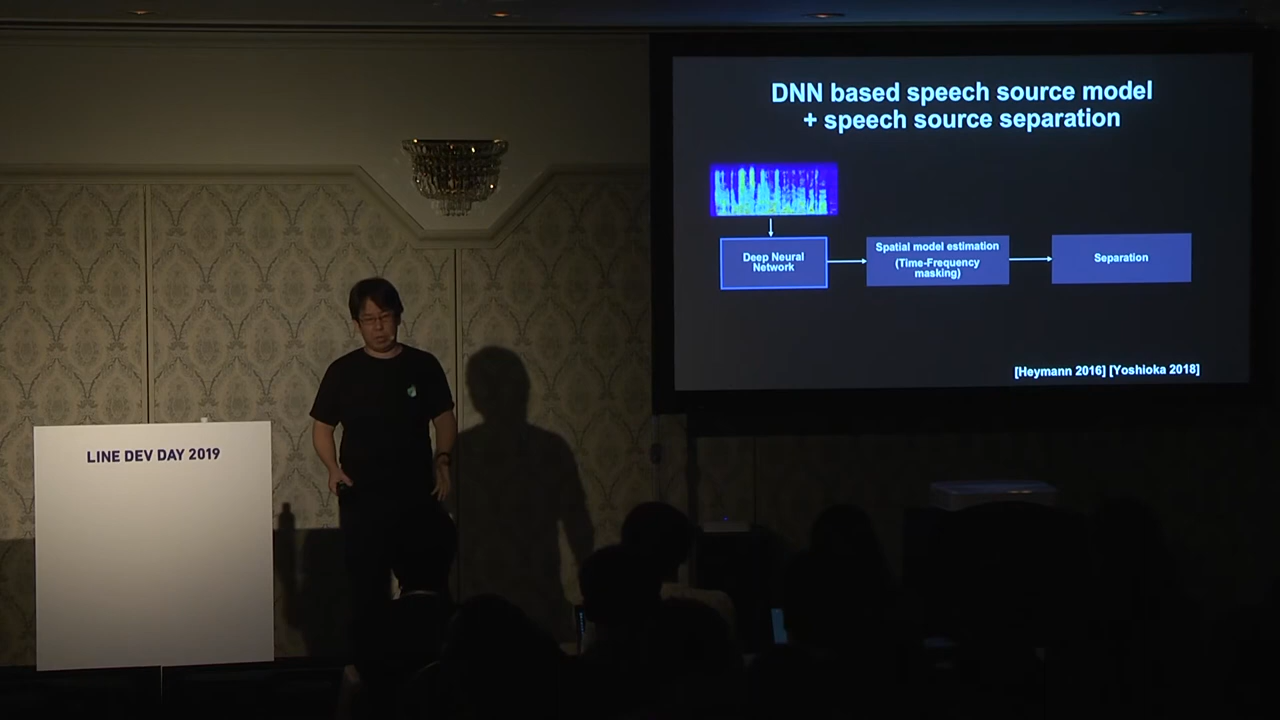 DNN based speech source model
+ speech source separation
Deep Neural
Network
Spatial model estimation
(Time-Frequency
masking)
Separation
[Heymann 2016] [Yoshioka 2018]
LINE DEV DAY 2019